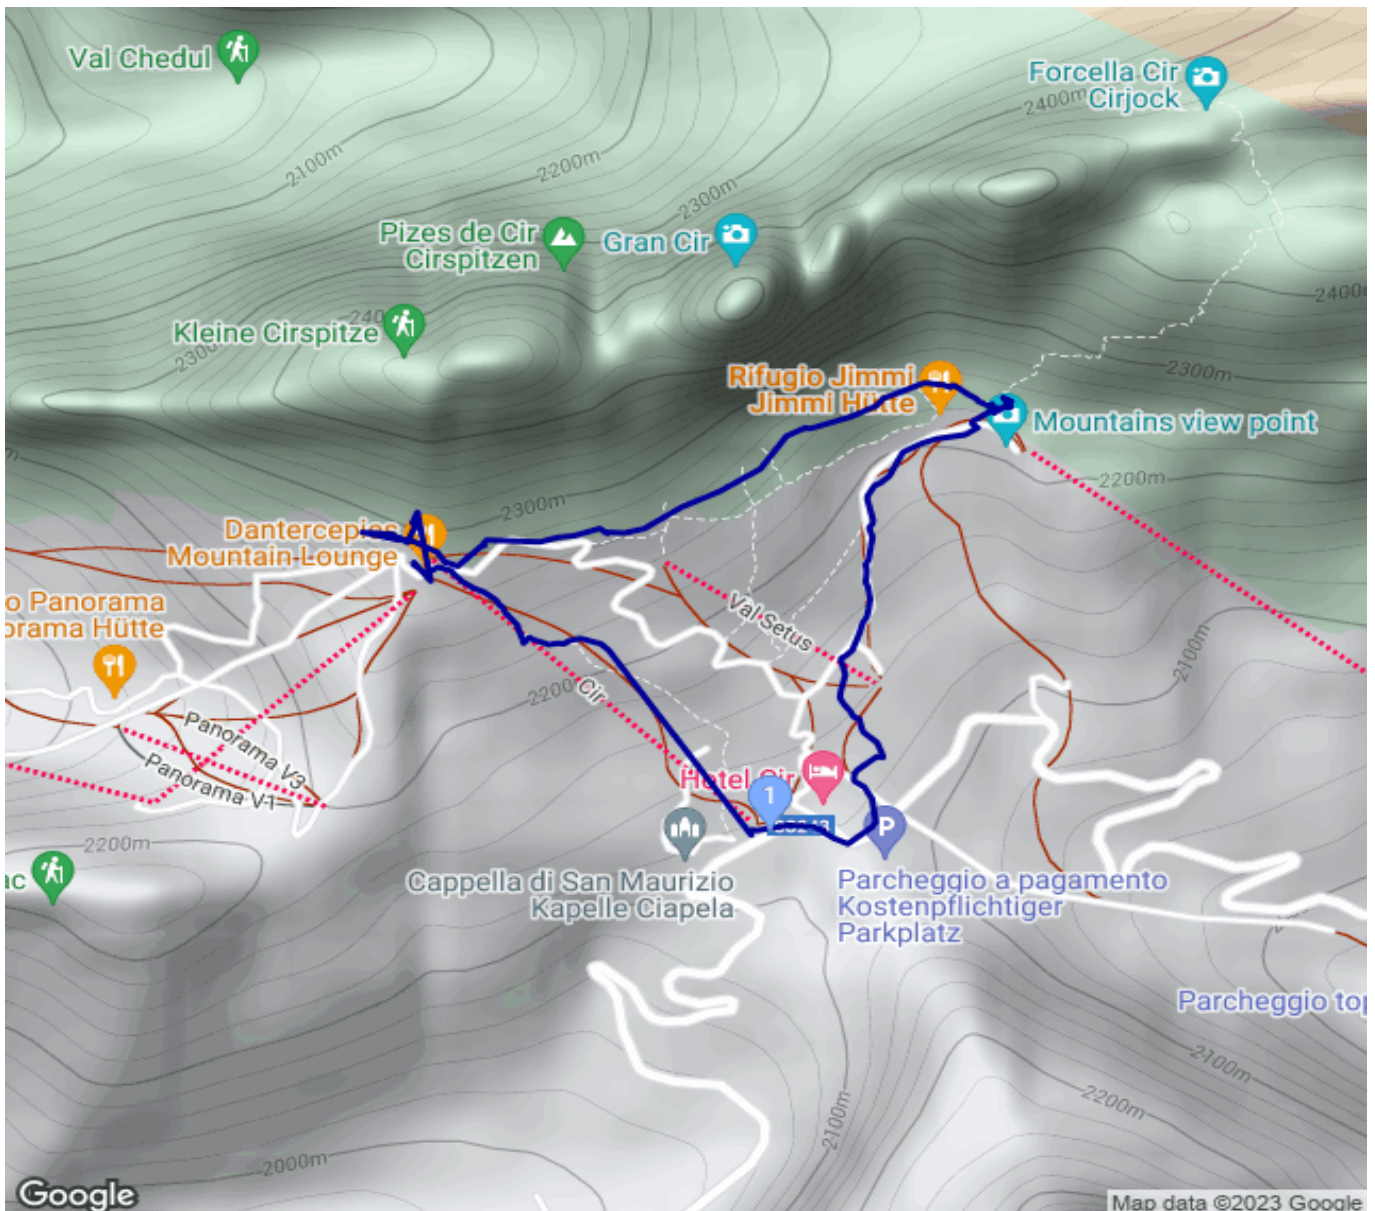 Val Chedul
Forcella Cir
Cirjock
2400m
2100m
2200m
2300m
Pizes de Cir
Cirspitzen
Gran Cir
2400
Kleine Cirspitze
2300
2300m
Rifugio Jimmi
Jimmi Hütte
Mountains view point
2200m
2300m
Dantercepies
Mountain Lounge
o Panorama
orama Hütte
Val Setus
2100m
2200
Cir
Panorama V3
Panorama V1
Hotel Cir
1
P
2200m
ac
Cappella di San Maurizio
Kapelle Ciapela
Parcheggio a pagamento
Kostenpflichtiger
Parkplatz
Parcheggio top
2100m
2100m
2200m
2000m
Google
Map data ©2023 Google